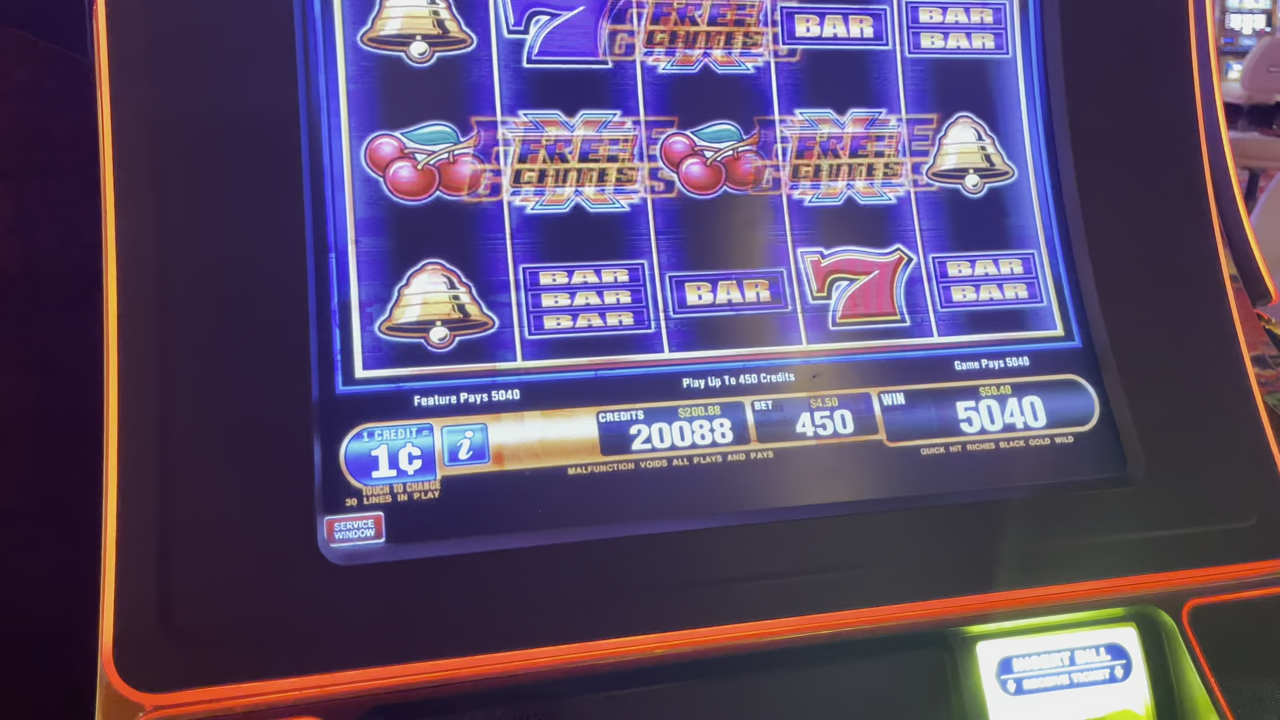 7
FREE
GAMES
BAR
BAR
BAR
FREE
GAMES
FREE
GAMES
BAR
BAR
BAR
BAR
7
BAR
BAR
Feature Pays 5040
Play Up To 450 Credits
Game Pays 5040
1 CREDIT =
1¢
TOUCH TO CHANGE
30 LINES IN PLAY
i
CREDITS $200.88
20088
BET $4.50
450
WIN $50.40
5040
MALFUNCTION VOIDS ALL PLAYS AND PAYS
QUICK HIT RICHES BLACK GOLD WILD
SERVICE
WINDOW
INSERT BILL
RECEIVE TICKET